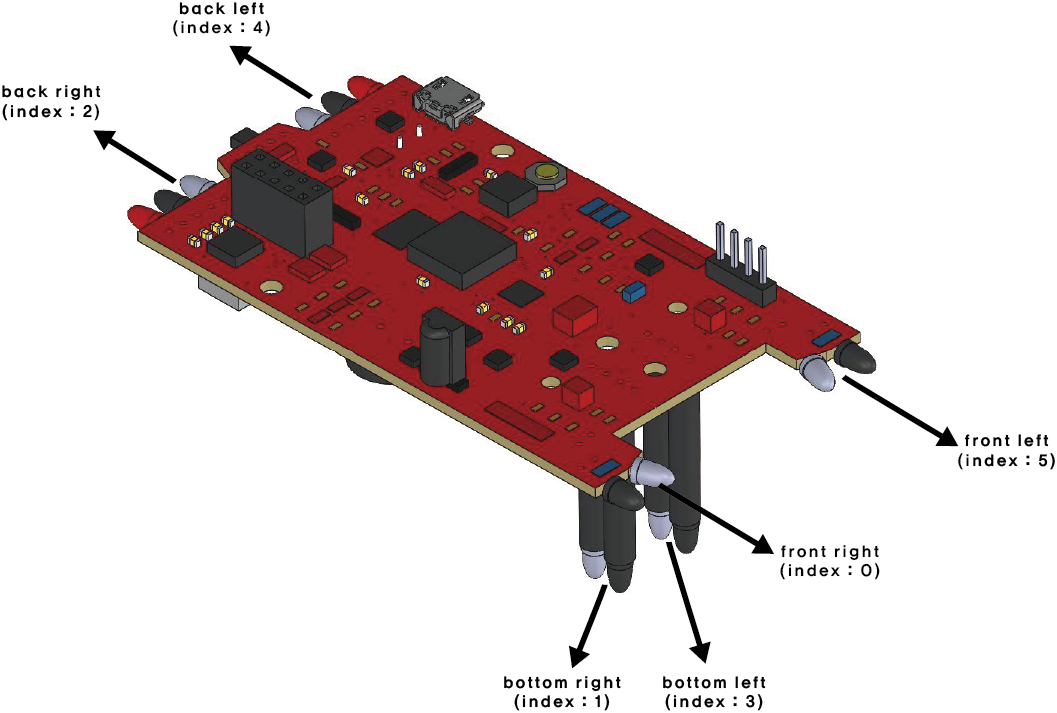 back left
(index：4)
back right
(index：2)
front left
(index：5)
front right
(index：0)
bottom right
(index：1)
bottom left
(index：3)